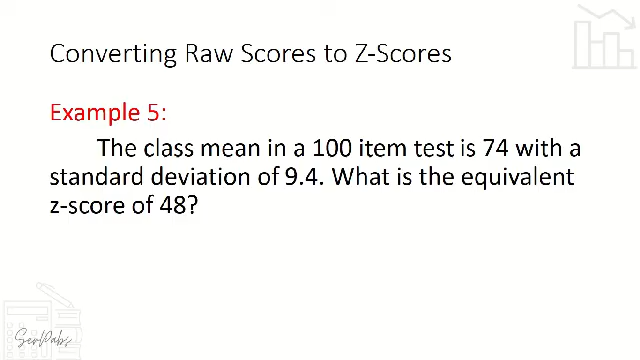 Converting Raw Scores to Z-Scores
Example 5:
The class mean in a 100 item test is 74 with a
standard deviation of 9.4. What is the equivalent
z-score of 48?
SerPabs